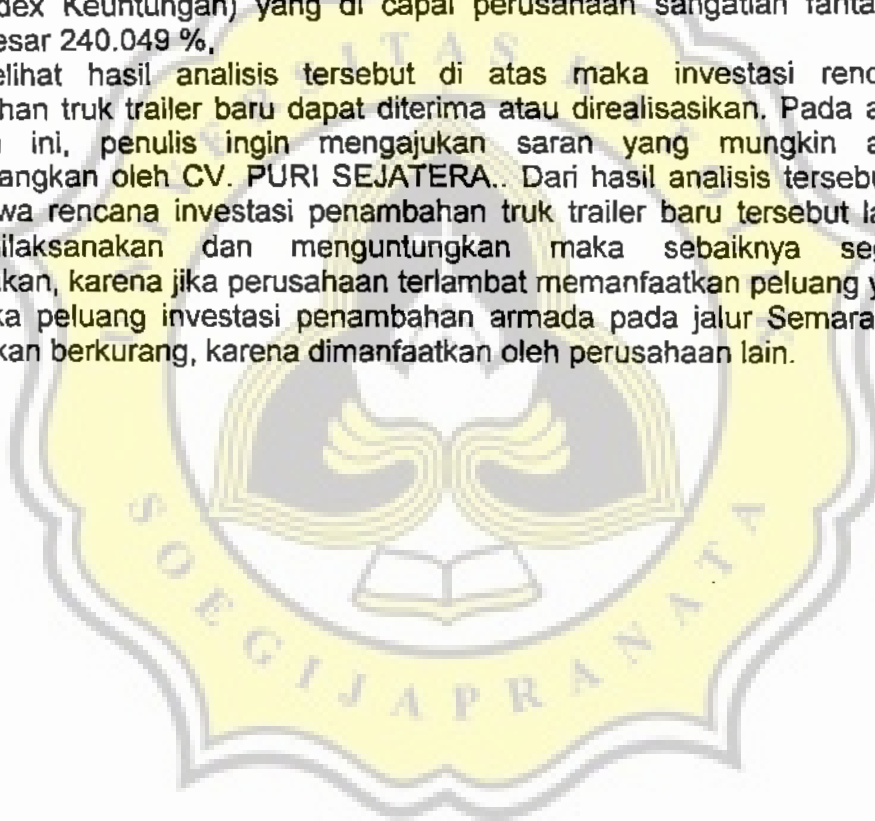 dex Keuntungan) yang di capai perusahaan sangatlah fanta
esar 240.049 %,
elihat hasil analisis tersebut di atas maka investasi renc
han truk trailer baru dapat diterima atau direalisasikan. Pada a
ini, penulis ingin mengajukan saran yang mungkin a
angkan oleh CV. PURI SEJATERA.. Dari hasil analisis tersebu
wa rencana investasi penambahan truk trailer baru tersebut la
ilaksanakan dan menguntungkan maka sebaiknya seg
kan, karena jika perusahaan terlambat memanfaatkan peluang y
ka peluang investasi penambahan armada pada jalur Semara
kan berkurang, karena dimanfaatkan oleh perusahaan lain.
SOEGIJAPRANATA